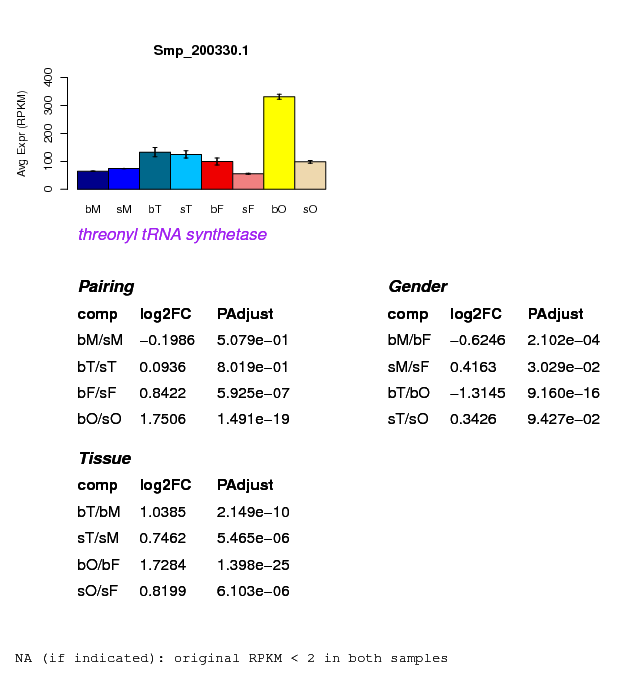 Smp_200330.1
Avg Expr (RPKM)
0 100 200 300 400
bM sM bT sT bF sF bO sO
threonyl tRNA synthetase
Pairing
comp log2FC PAdjust
bM/sM −0.1986 5.079e−01
bT/sT 0.0936 8.019e−01
bF/sF 0.8422 5.925e−07
bO/sO 1.7506 1.491e−19
Gender
comp log2FC PAdjust
bM/bF −0.6246 2.102e−04
sM/sF 0.4163 3.029e−02
bT/bO −1.3145 9.160e−16
sT/sO 0.3426 9.427e−02
Tissue
comp log2FC PAdjust
bT/bM 1.0385 2.149e−10
sT/sM 0.7462 5.465e−06
bO/bF 1.7284 1.398e−25
sO/sF 0.8199 6.103e−06
NA (if indicated): original RPKM < 2 in both samples